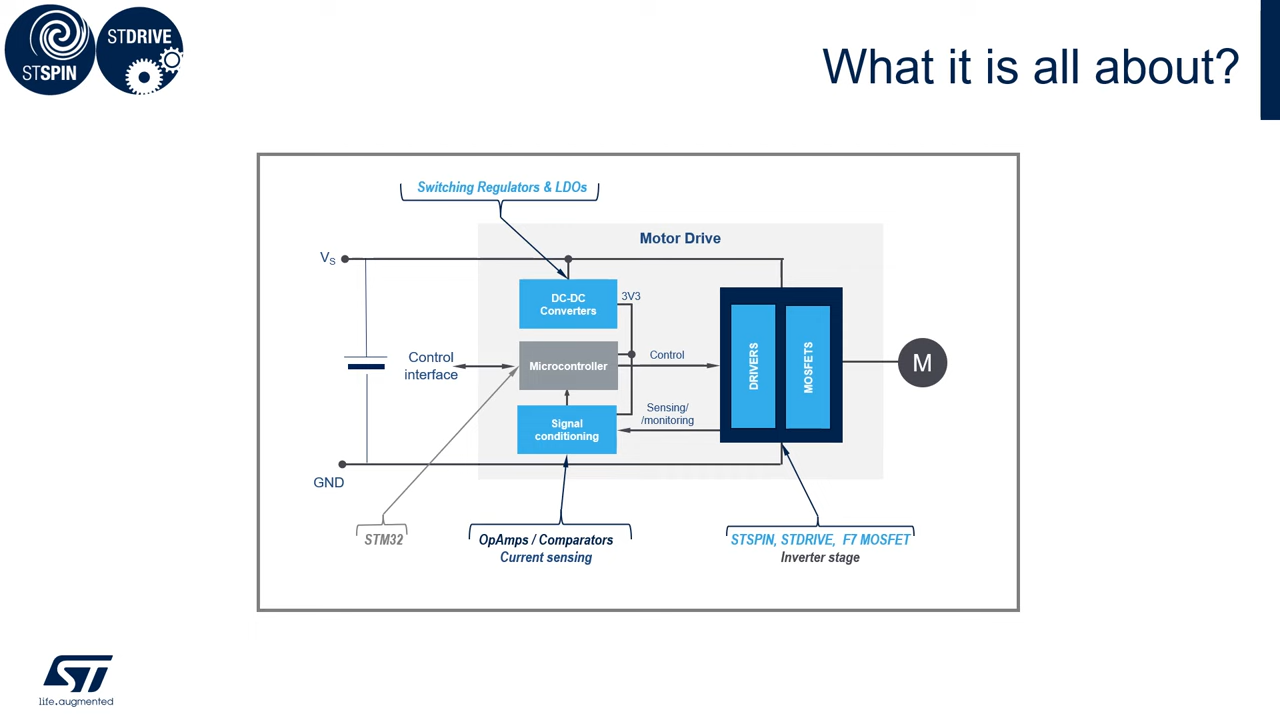 STSPIN
STDRIVE
What it is all about?
Switching Regulators & LDOs
Motor Drive
VS
DC-DC
Converters
3V3
Control
interface
Microcontroller
Control
DRIVERS
MOSFETS
M
Signal
conditioning
Sensing/
/monitoring
GND
STM32
OpAmps / Comparators
Current sensing
STSPIN, STDRIVE, F7 MOSFET
Inverter stage
ST
life.augmented